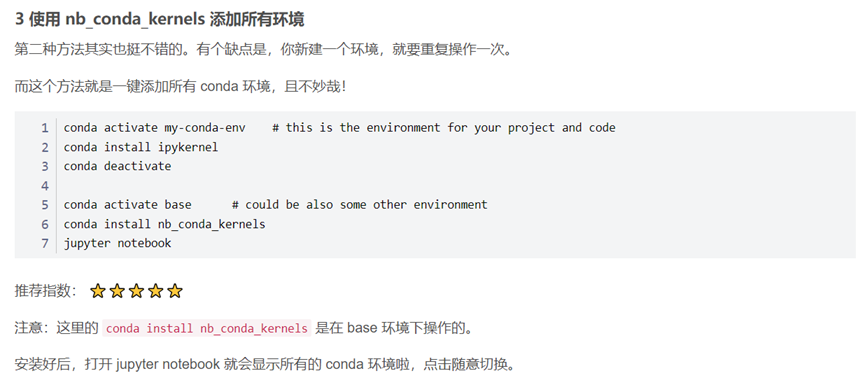 3 使用 nb_conda_kernels 添加所有环境
第二种方法其实也挺不错的。有个缺点是，你新建一个环境，就要重复操作一次。
而这个方法就是一键添加所有 conda 环境，且不妙哉！
1 conda activate my-conda-env    # this is the environment for your project and code
2 conda install ipykernel
3 conda deactivate
4
5 conda activate base      # could be also some other environment
6 conda install nb_conda_kernels
7 jupyter notebook
推荐指数：⭐⭐⭐⭐⭐
注意：这里的 conda install nb_conda_kernels 是在 base 环境下操作的。
安装好后，打开 jupyter notebook 就会显示所有的 conda 环境啦，点击随意切换。